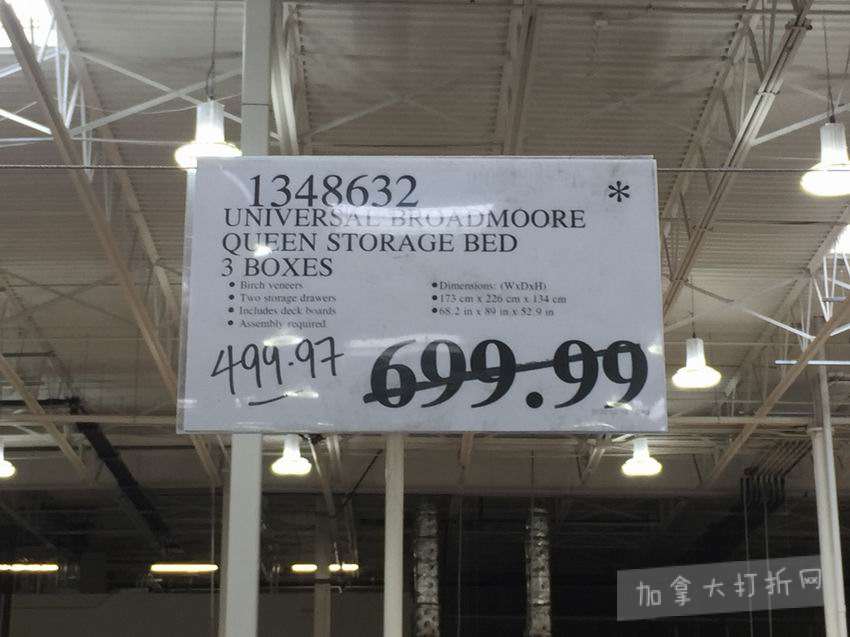 1348632 *
UNIVERSAL BROADMOORE
QUEEN STORAGE BED
3 BOXES
• Birch veneers
• Two storage drawers
• Includes deck boards
• Assembly required
• Dimensions: (WxDxH)
• 173 cm x 226 cm x 134 cm
• 68.2 in x 89 in x 52.9 in
499.97 699.99
加拿大打折网